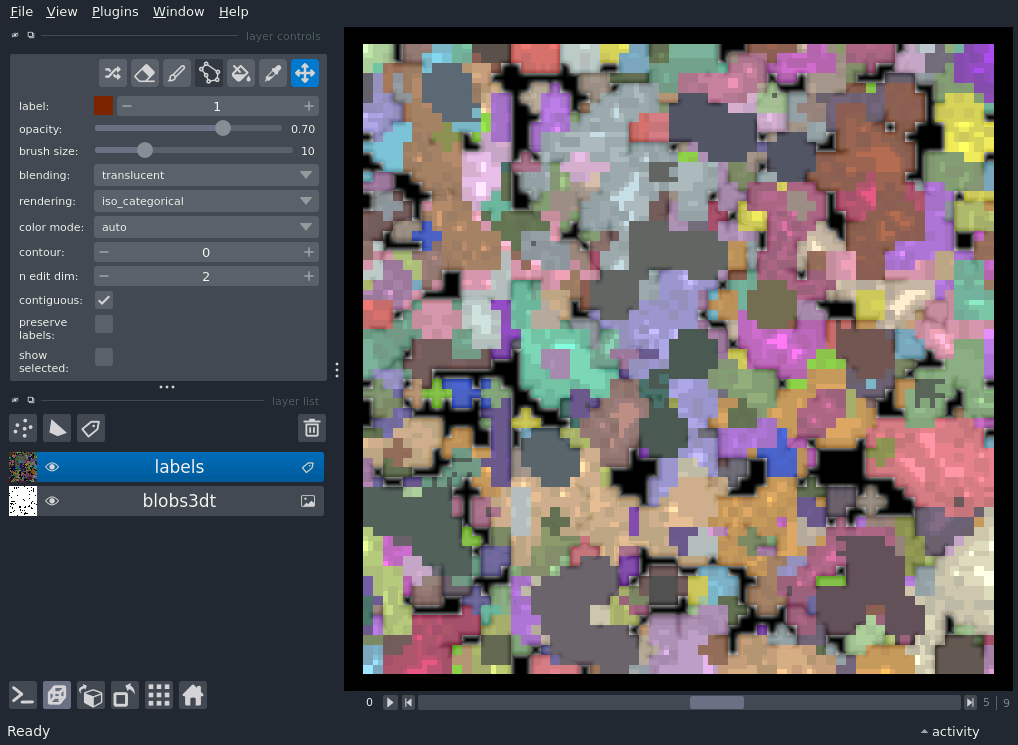 File View Plugins Window Help
layer controls
label: 1
opacity: 0.70
brush size: 10
blending: translucent
rendering: iso_categorical
color mode: auto
contour: 0
n edit dim: 2
contiguous:
preserve
labels:
show
selected:
layer list
labels
blobs3dt
0 5 9
Ready activity